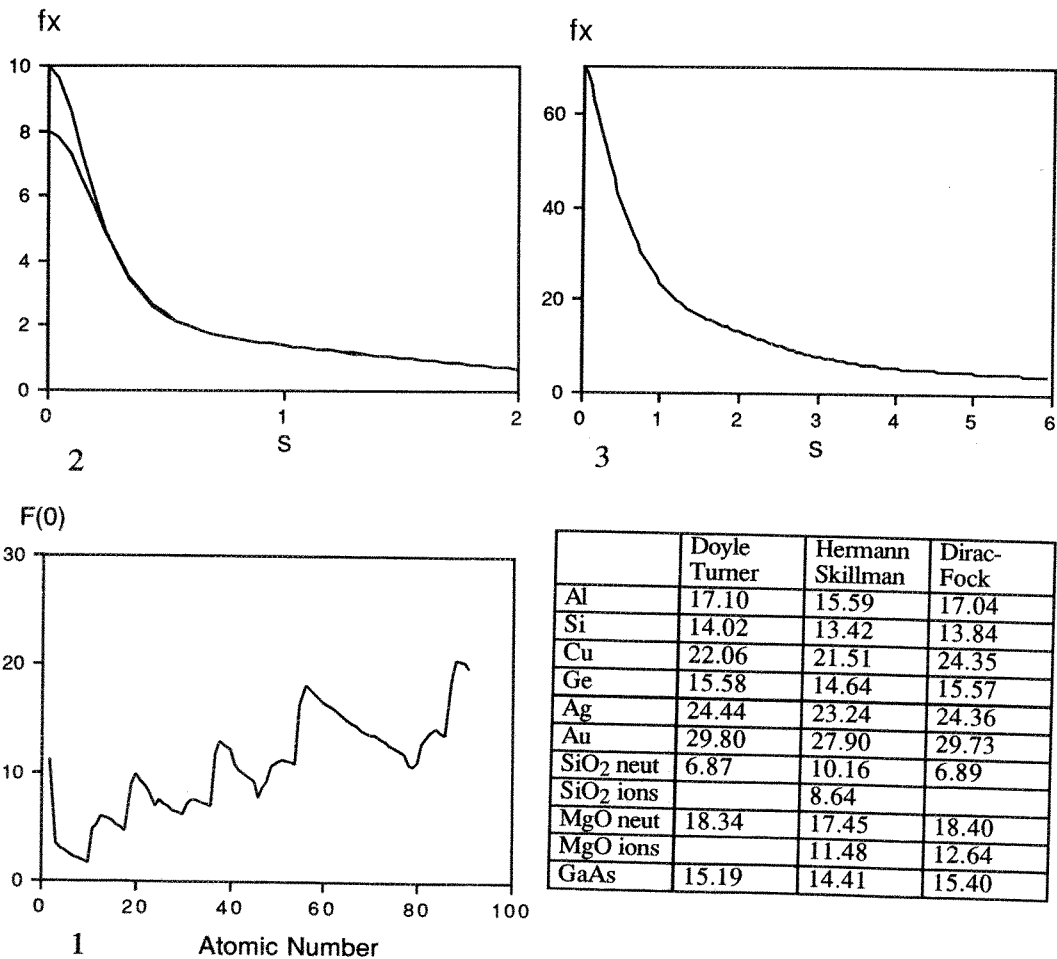 fx
10
8
6
4
2
0
0 1 2
S
2
fx
60
40
20
0
0 1 2 3 4 5 6
S
3
F(0)
30
20
10
0
0 20 40 60 80 100
1 Atomic Number
Doyle Turner Hermann Skillman Dirac-Fock
Al 17.10 15.59 17.04
Si 14.02 13.42 13.84
Cu 22.06 21.51 24.35
Ge 15.58 14.64 15.57
Ag 24.44 23.24 24.36
Au 29.80 27.90 29.73
SiO2 neut 6.87 10.16 6.89
SiO2 ions 8.64
MgO neut 18.34 17.45 18.40
MgO ions 11.48 12.64
GaAs 15.19 14.41 15.40